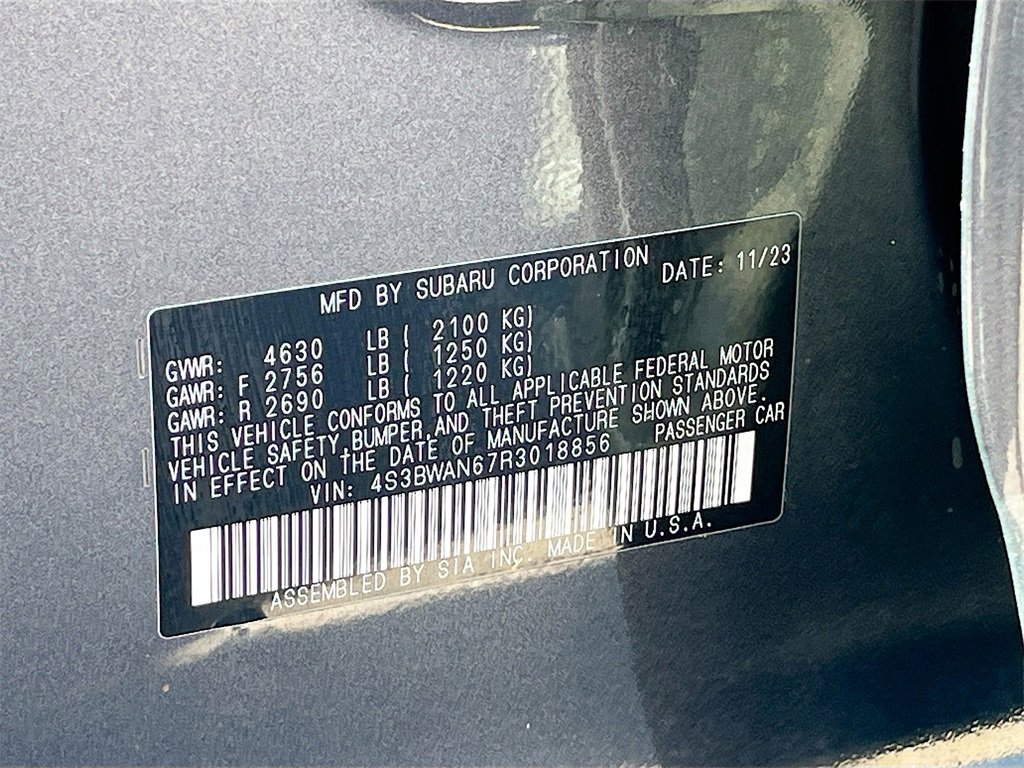 MFD BY SUBARU CORPORATION DATE: 11/23
GVWR: 4630 LB ( 2100 KG)
GAWR: F 2756 LB ( 1250 KG)
GAWR: R 2690 LB ( 1220 KG)
THIS VEHICLE CONFORMS TO ALL APPLICABLE FEDERAL MOTOR
VEHICLE SAFETY, BUMPER, AND THEFT PREVENTION STANDARDS
IN EFFECT ON THE DATE OF MANUFACTURE SHOWN ABOVE.
VIN: 4S3BWAN67R3018856 PASSENGER CAR
ASSEMBLED BY SIA INC. MADE IN U.S.A.